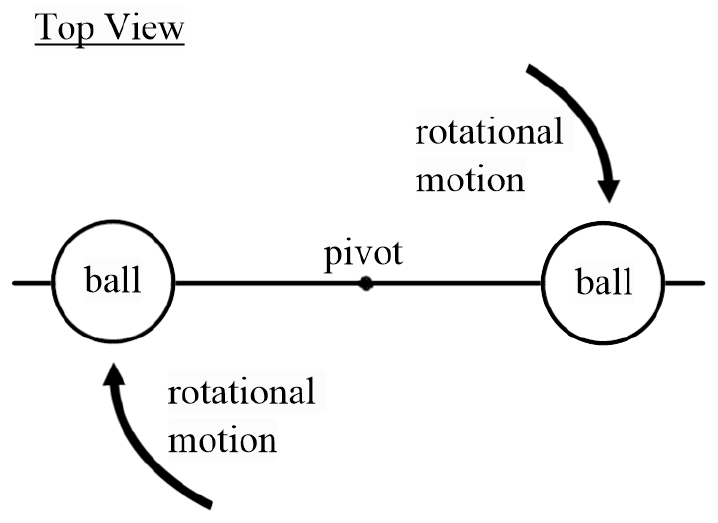 Top View
rotational
motion
pivot
ball
ball
rotational
motion